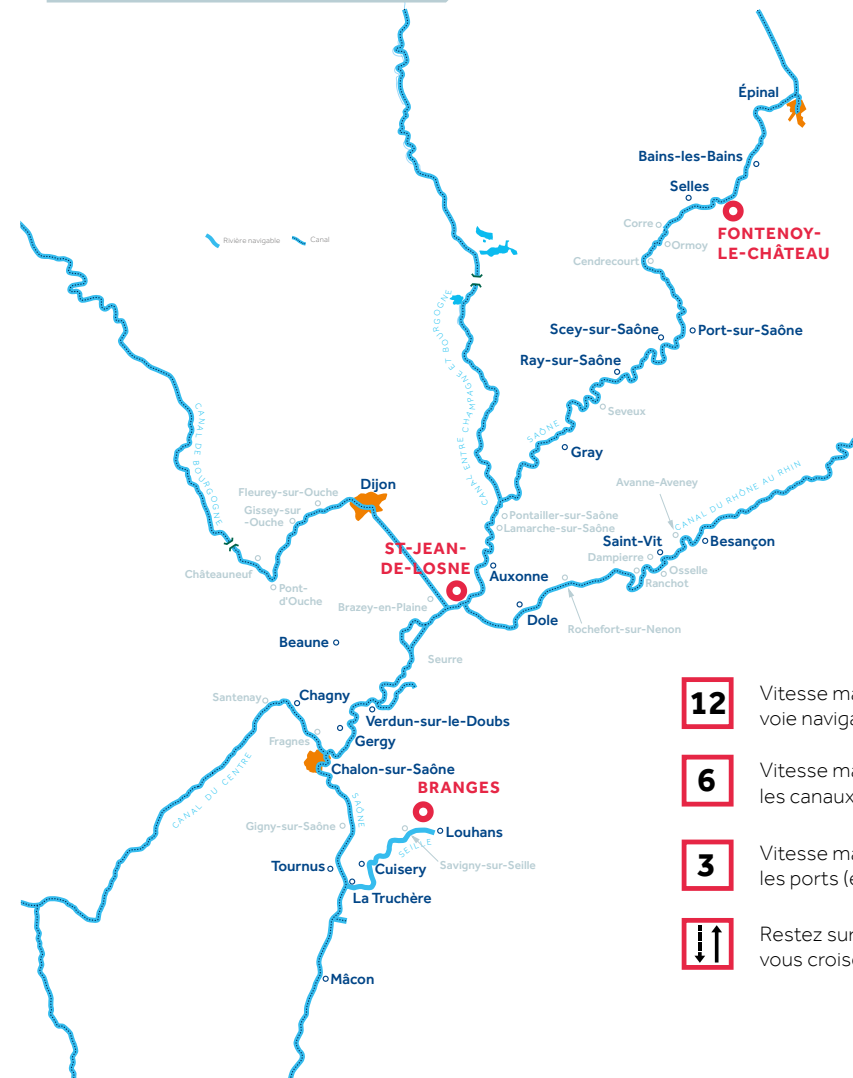 Épinal
Bains-les-Bains
Selles
Corre
FONTENOY-
LE-CHÂTEAU
Rivière navigable
Canal
Ormoy
Cendrecourt
CANAL ENTRE CHAMPAGNE ET BOURGOGNE
Scey-sur-Saône
Port-sur-Saône
Ray-sur-Saône
Seveux
CANAL DE BOURGOGNE
SAÔNE
Gray
Dijon
Avanne-Aveney
CANAL DU RHÔNE AU RHIN
Fleurey-sur-Ouche
Gissey-sur
-Ouche
Pontailler-sur-Saône
Lamarche-sur-Saône
ST-JEAN-
DE-LOSNE
Saint-Vit
Besançon
Dampierre
Osselle
Ranchot
Châteauneuf
Auxonne
Pont-
d'Ouche
Brazey-en-Plaine
Dole
Rochefort-sur-Nenon
Beaune
Seurre
Santenay
Chagny
Verdun-sur-le-Doubs
Fragnes
Gergy
Chalon-sur-Saône
CANAL DU CENTRE
SAÔNE
BRANGES
Gigny-sur-Saône
Louhans
SEILLE
Savigny-sur-Seille
Tournus
Cuisery
La Truchère
Mâcon
12
Vitesse ma
voie naviga
6
Vitesse ma
les canaux
3
Vitesse ma
les ports (e
Restez sur
vous croise